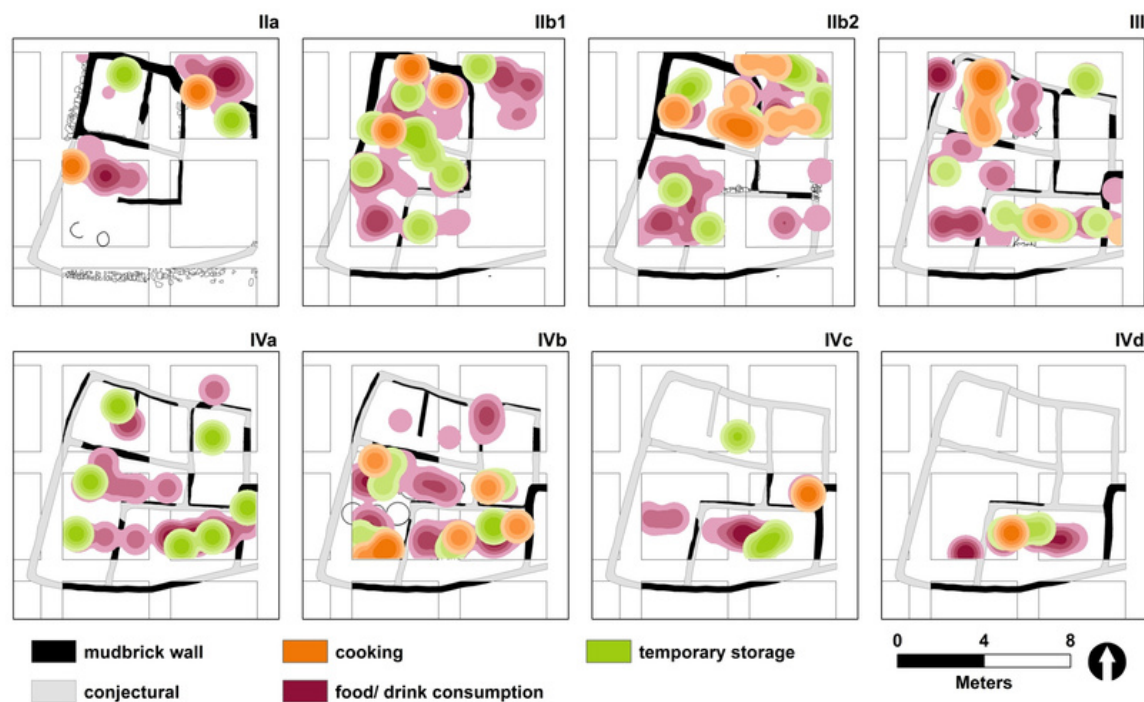 IIa
IIb1
IIb2
III
IVa
IVb
IVc
IVd
mudbrick wall
cooking
temporary storage
0 4 8
Meters
conjectural
food/ drink consumption